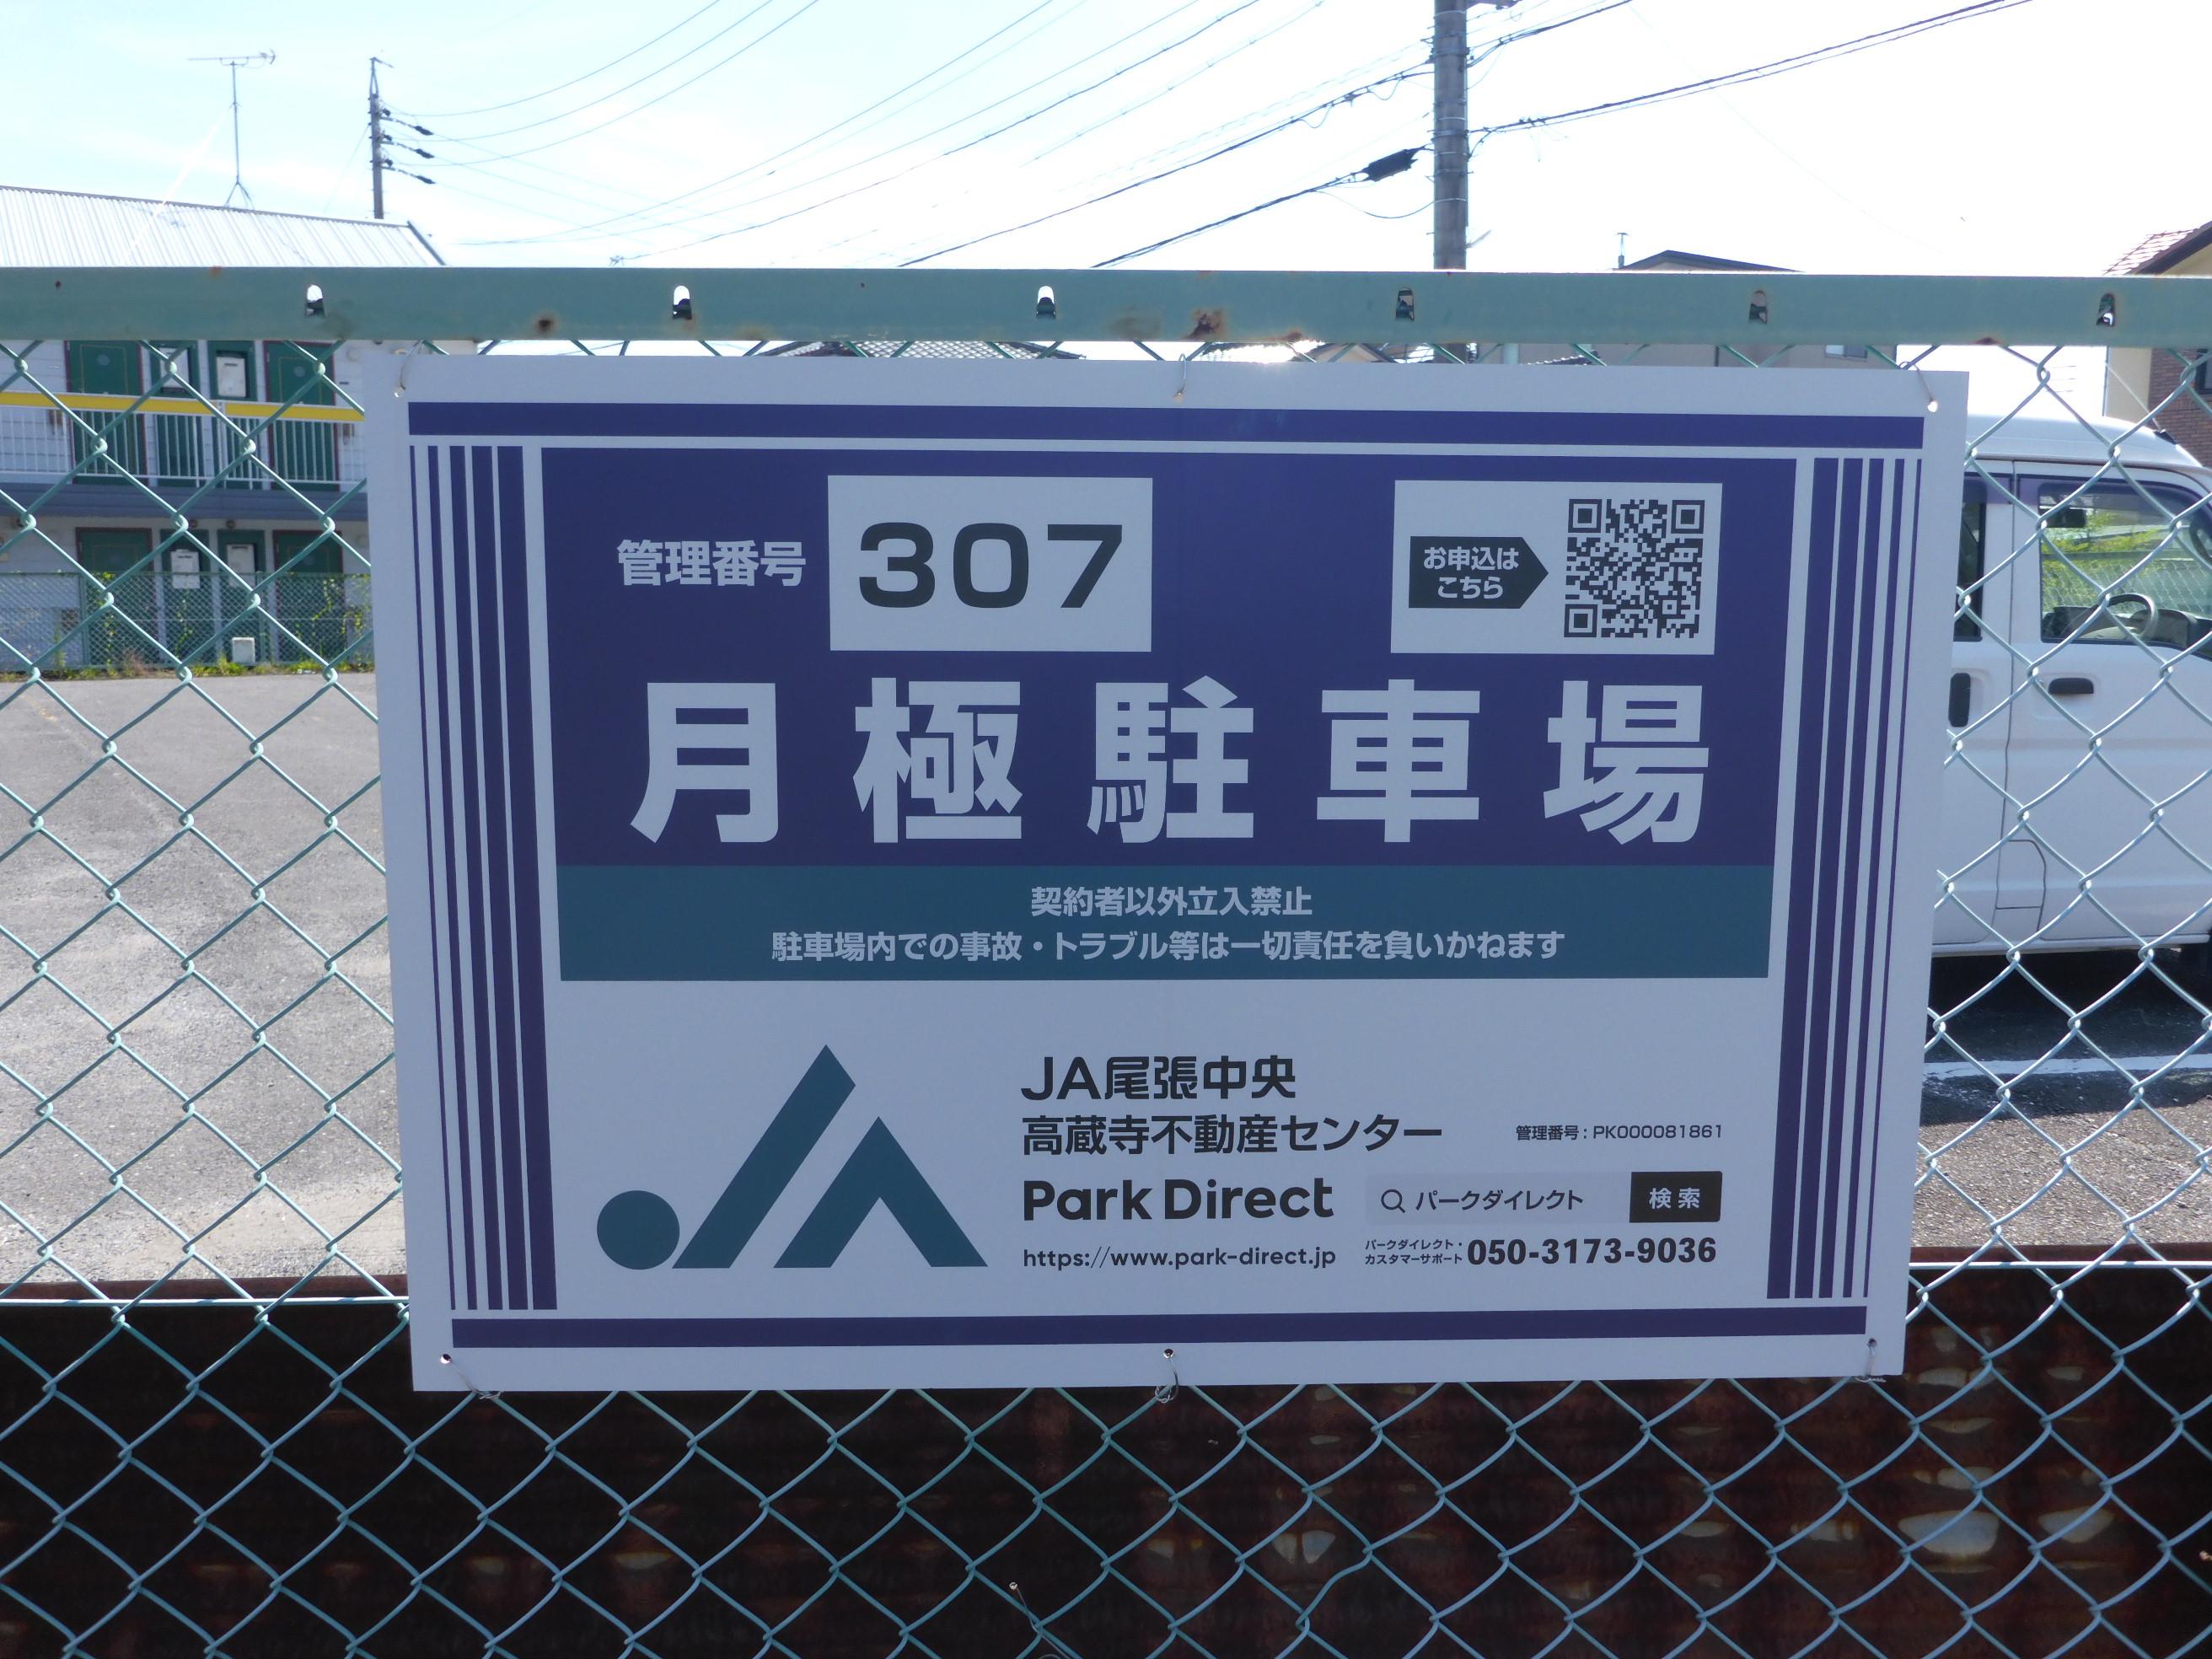 管理番号
307
お申込は
こちら
月極駐車場
契約者以外立入禁止
駐車場内での事故・トラブル等は一切責任を負いかねます
JA
JA尾張中央
高蔵寺不動産センター
管理番号：PK000081861
Park Direct
パークダイレクト 検索
https://www.park-direct.jp
パークダイレクト・
カスタマーサポート
050-3173-9036